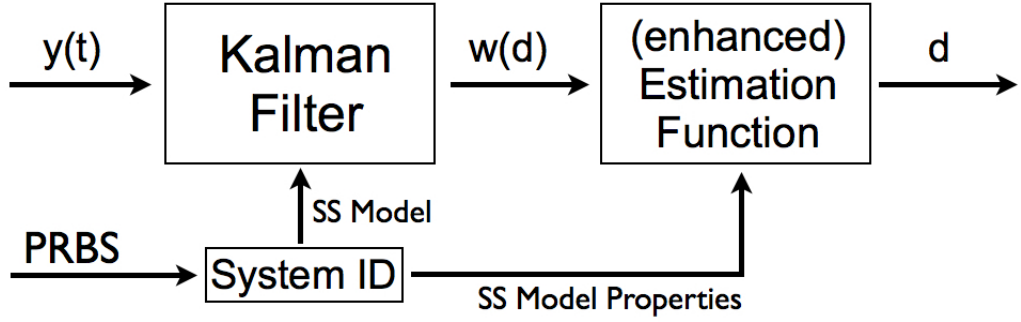 y(t)
Kalman
Filter
w(d)
(enhanced)
Estimation
Function
d
SS Model
PRBS
System ID
SS Model Properties